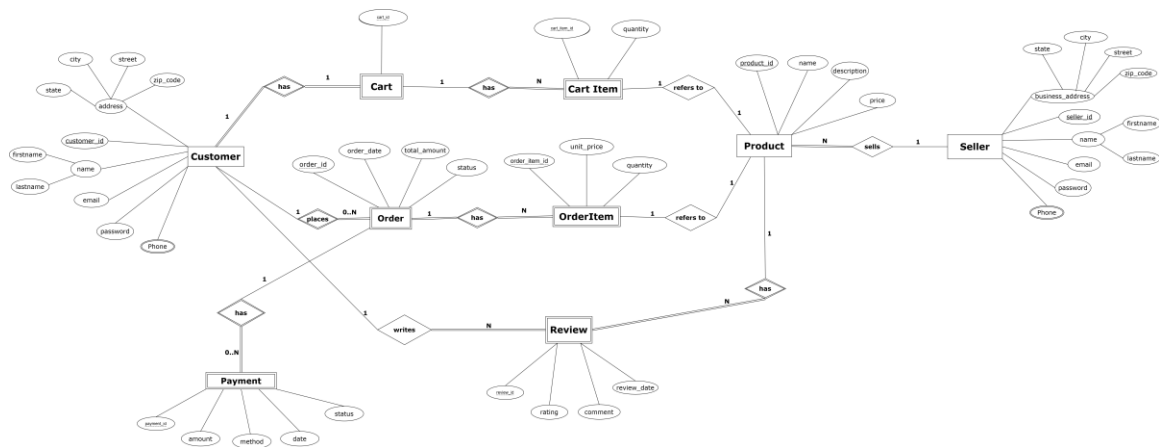 cart_id
cart_item_id
quantity
city
street
zip_code
state
address
has
1
Cart
1
has
N
Cart Item
1
refers to
1
product_id
name
description
price
city
state
street
zip_code
business_address
seller_id
firstname
name
lastname
email
password
Phone
1
customer_id
firstname
name
lastname
email
password
Phone
Customer
order_id
order_date
total_amount
status
order_item_id
unit_price
quantity
Product
N
sells
1
Seller
1
places
0..N
Order
1
has
N
OrderItem
1
refers to
1
1
1
has
N
has
0..N
1
writes
N
Review
Payment
payment_id
amount
method
date
status
review_id
rating
comment
review_date